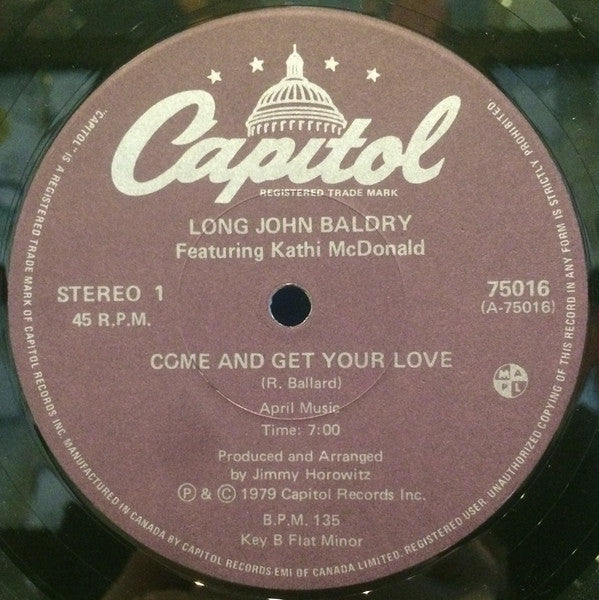 Capitol
REGISTERED TRADE MARK
LONG JOHN BALDRY
Featuring Kathi McDonald
STEREO 1
45 R.P.M.
75016
(A-75016)
COME AND GET YOUR LOVE
(R. Ballard)
April Music
Time: 7:00
MAPL
Produced and Arranged
by Jimmy Horowitz
Ⓟ & © 1979 Capitol Records Inc.
B.P.M. 135
Key B Flat Minor
"CAPITOL" IS A REGISTERED TRADE MARK OF CAPITOL RECORDS INC. MANUFACTURED IN CANADA BY CAPITOL RECORDS-EMI OF CANADA LIMITED. REGISTERED USER. UNAUTHORIZED COPYING OF THIS RECORD IN ANY FORM IS STRICTLY PROHIBITED.